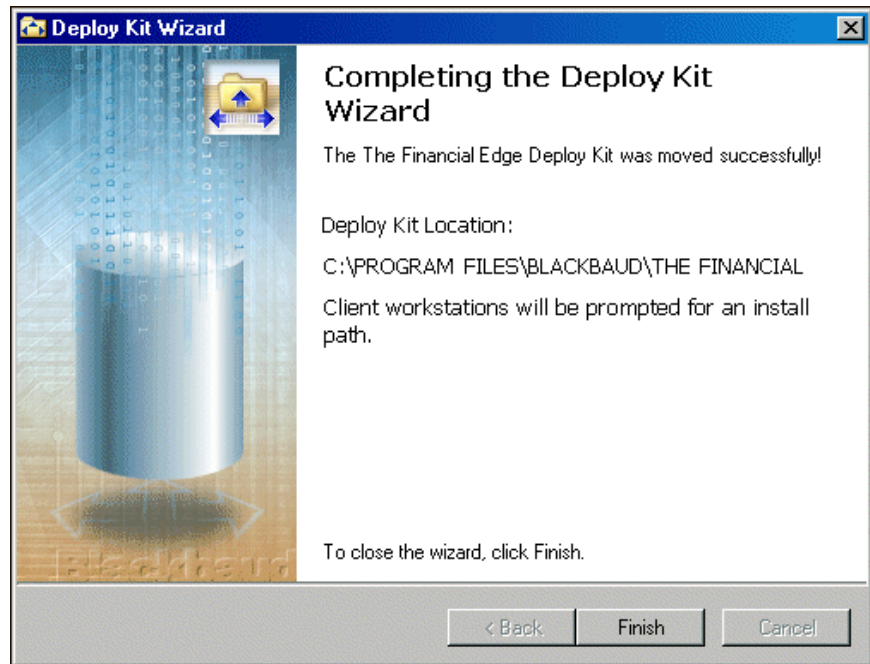 Deploy Kit Wizard
Completing the Deploy Kit
Wizard
The The Financial Edge Deploy Kit was moved successfully!
Deploy Kit Location:
C:\PROGRAM FILES\BLACKBAUD\THE FINANCIAL
Client workstations will be prompted for an install
path.
To close the wizard, click Finish.
Blackbaud
< Back
Finish
Cancel